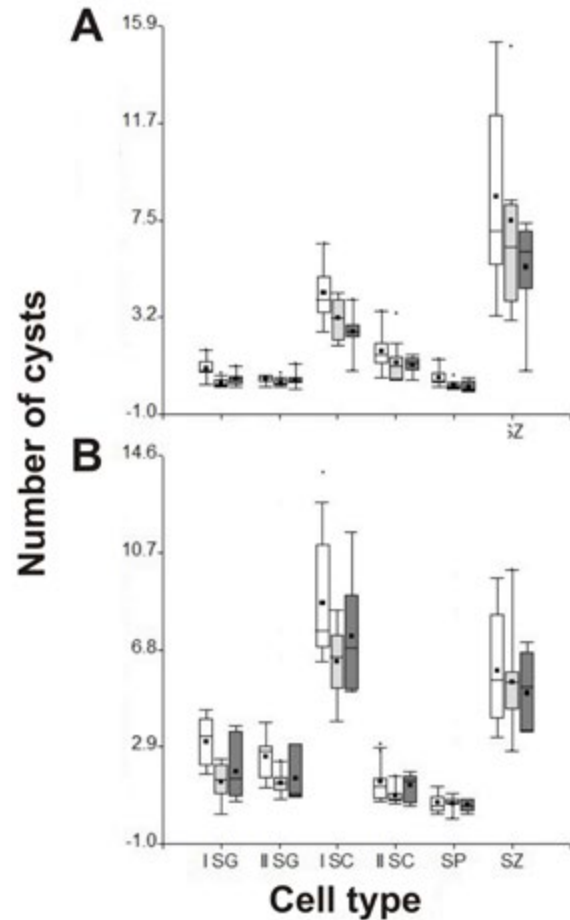 A
15.9
11.7
7.5
3.2
-1.0
SZ
Number of cysts
B
14.6
10.7
6.8
2.9
-1.0
I SG II SG I SC II SC SP SZ
Cell type